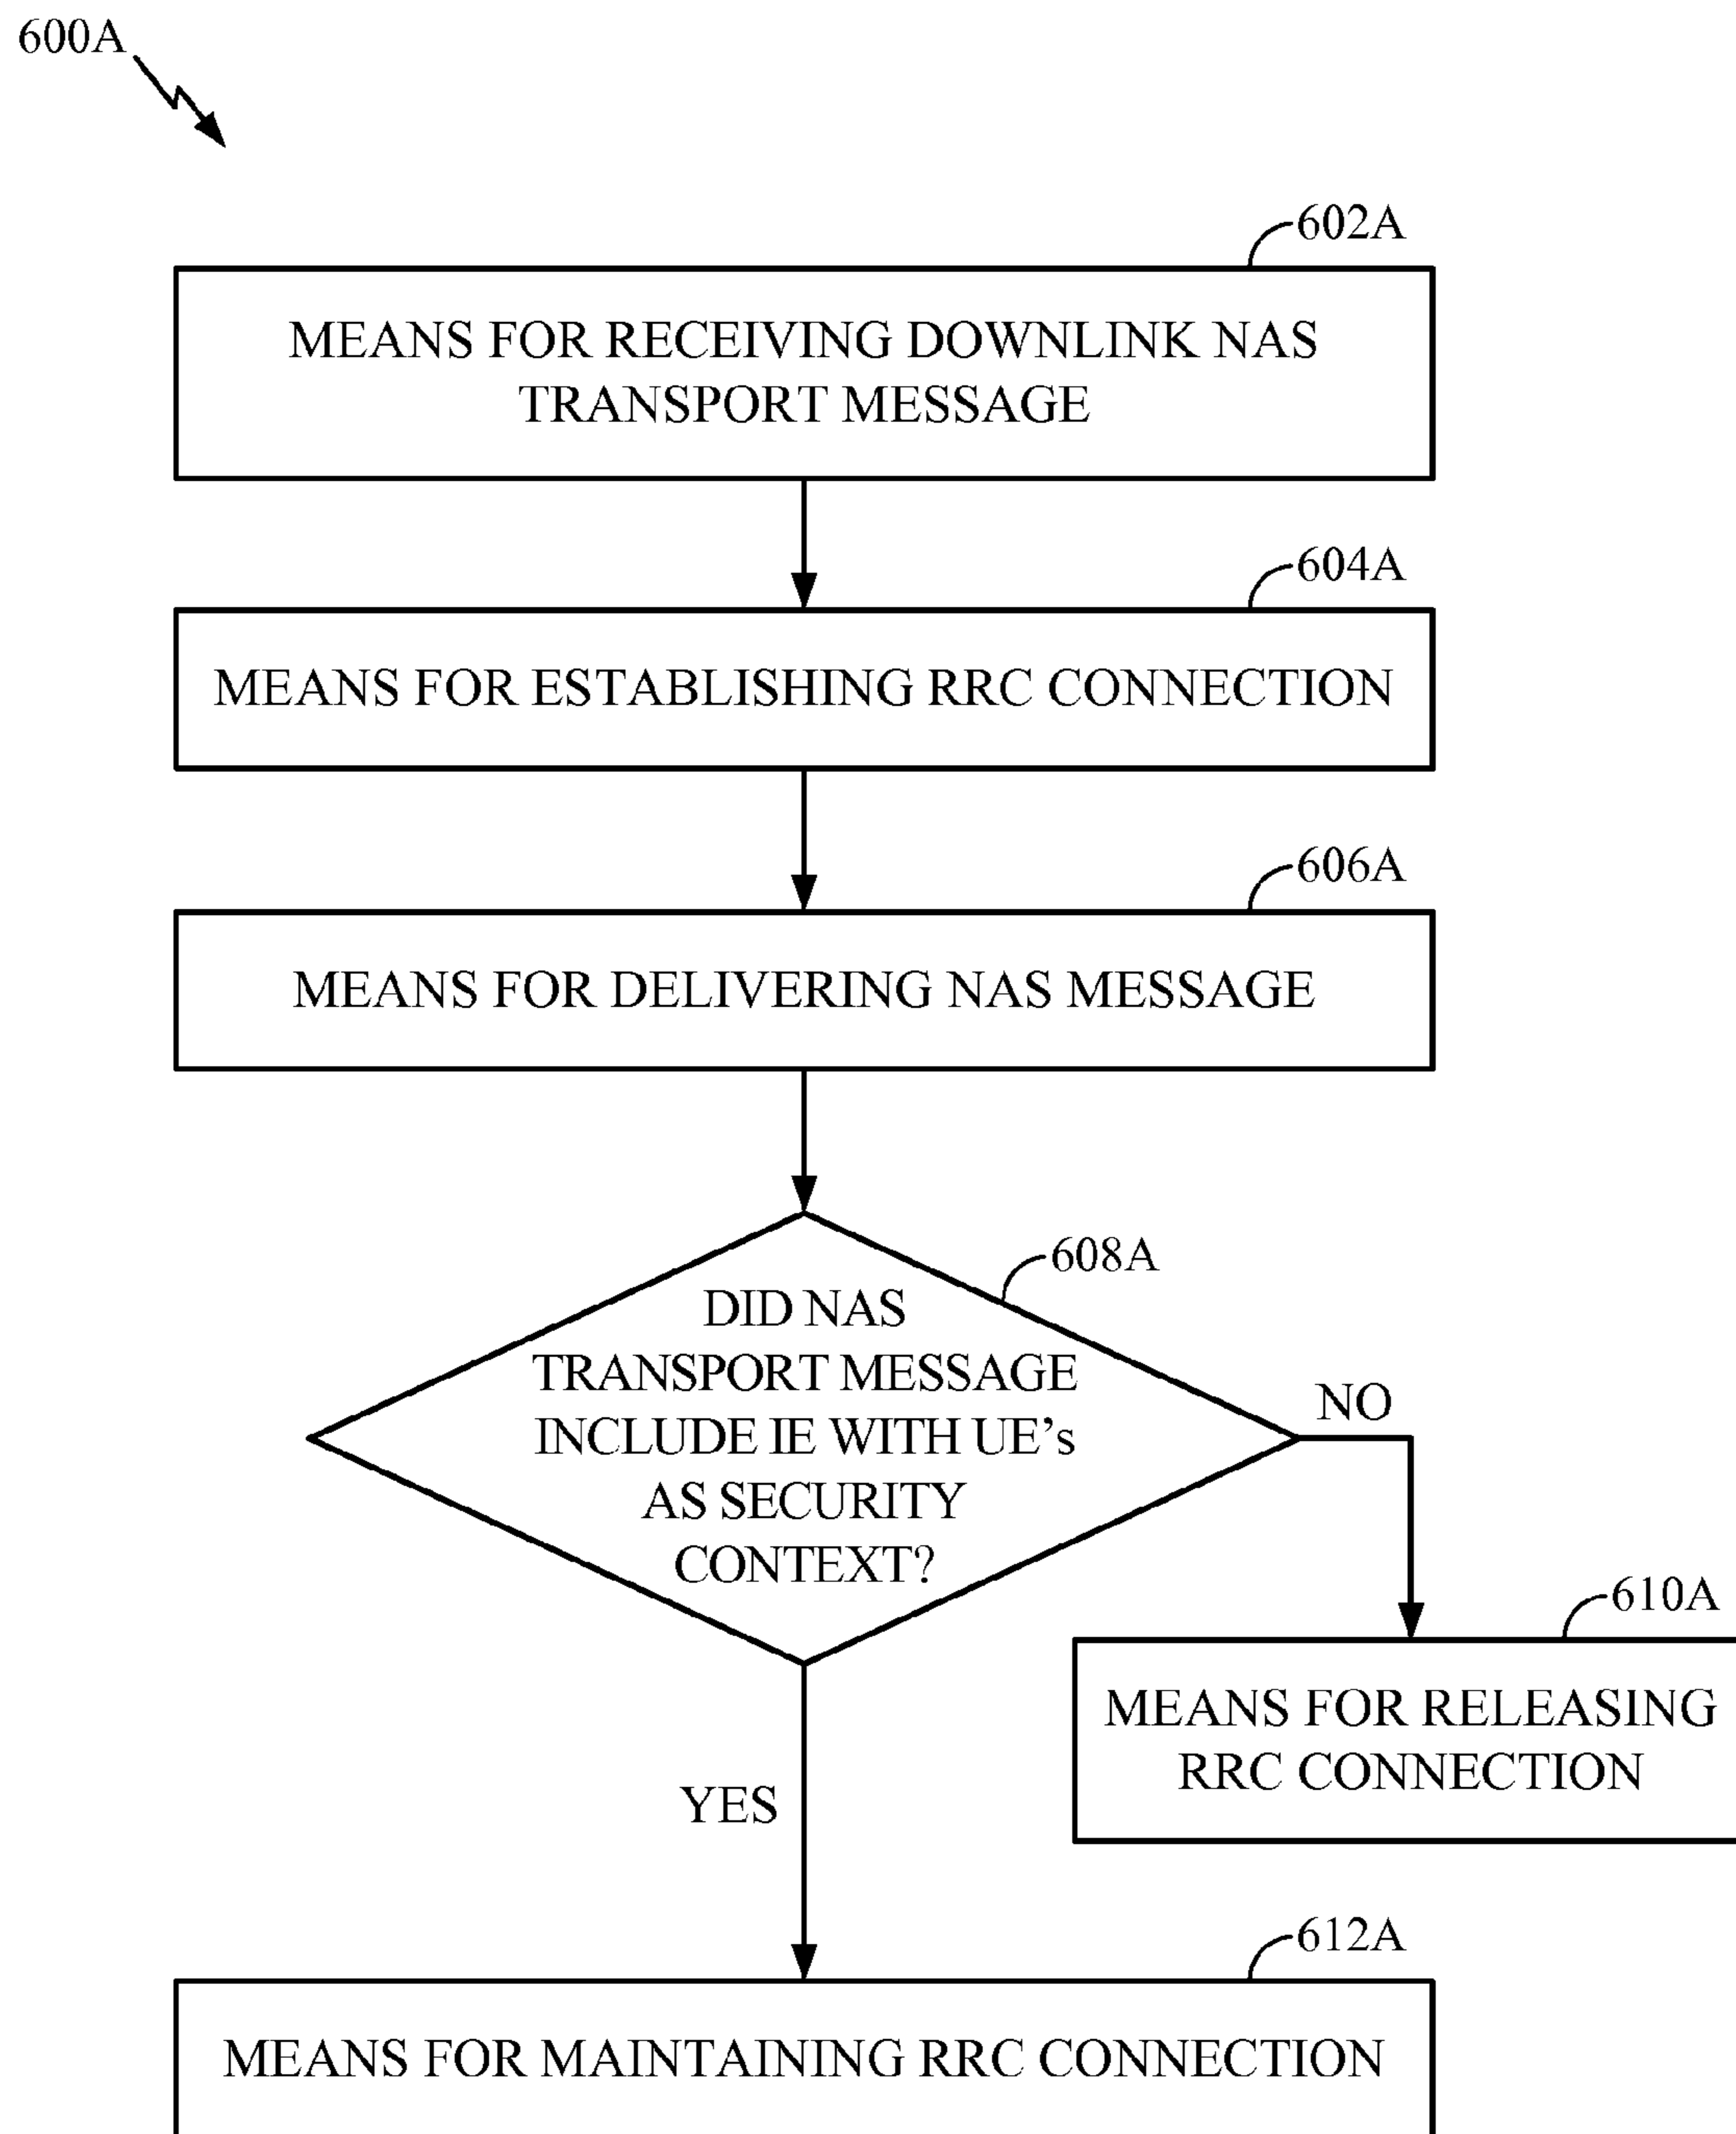 600A
602A
MEANS FOR RECEIVING DOWNLINK NAS
TRANSPORT MESSAGE
604A
MEANS FOR ESTABLISHING RRC CONNECTION
606A
MEANS FOR DELIVERING NAS MESSAGE
608A
DID NAS
TRANSPORT MESSAGE
INCLUDE IE WITH UE's
AS SECURITY
CONTEXT?
NO
610A
MEANS FOR RELEASING
RRC CONNECTION
YES
612A
MEANS FOR MAINTAINING RRC CONNECTION